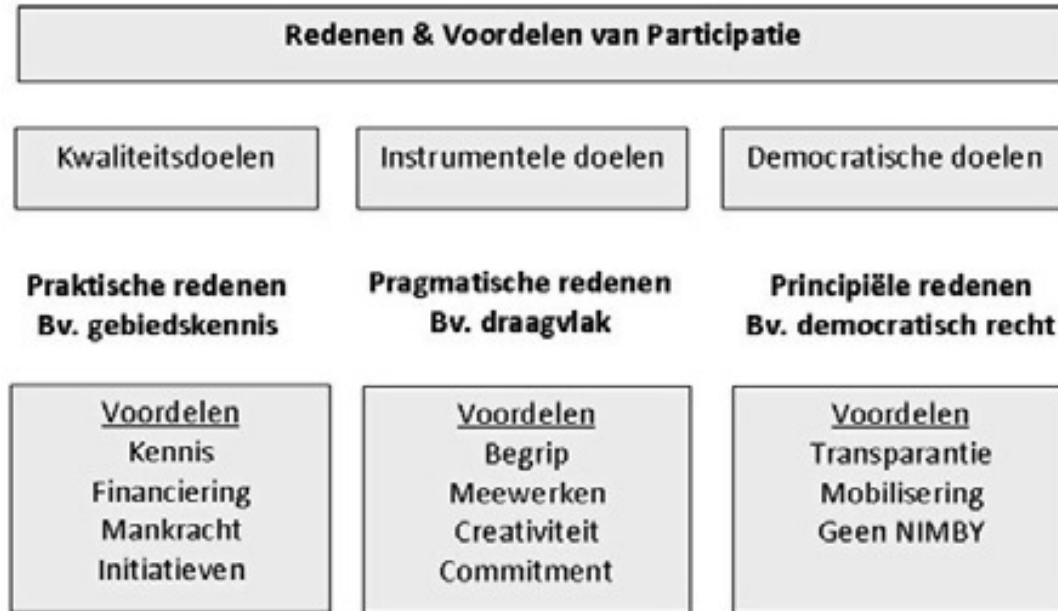 Redenen & Voordelen van Participatie
Kwaliteitsdoelen
Instrumentele doelen
Democratische doelen
Praktische redenen
Bv. gebiedskennis
Pragmatische redenen
Bv. draagvlak
Principiële redenen
Bv. democratisch recht
Voordelen
Kennis
Financiering
Mankracht
Initiatieven
Voordelen
Begrip
Meewerken
Creativiteit
Commitment
Voordelen
Transparantie
Mobilisering
Geen NIMBY